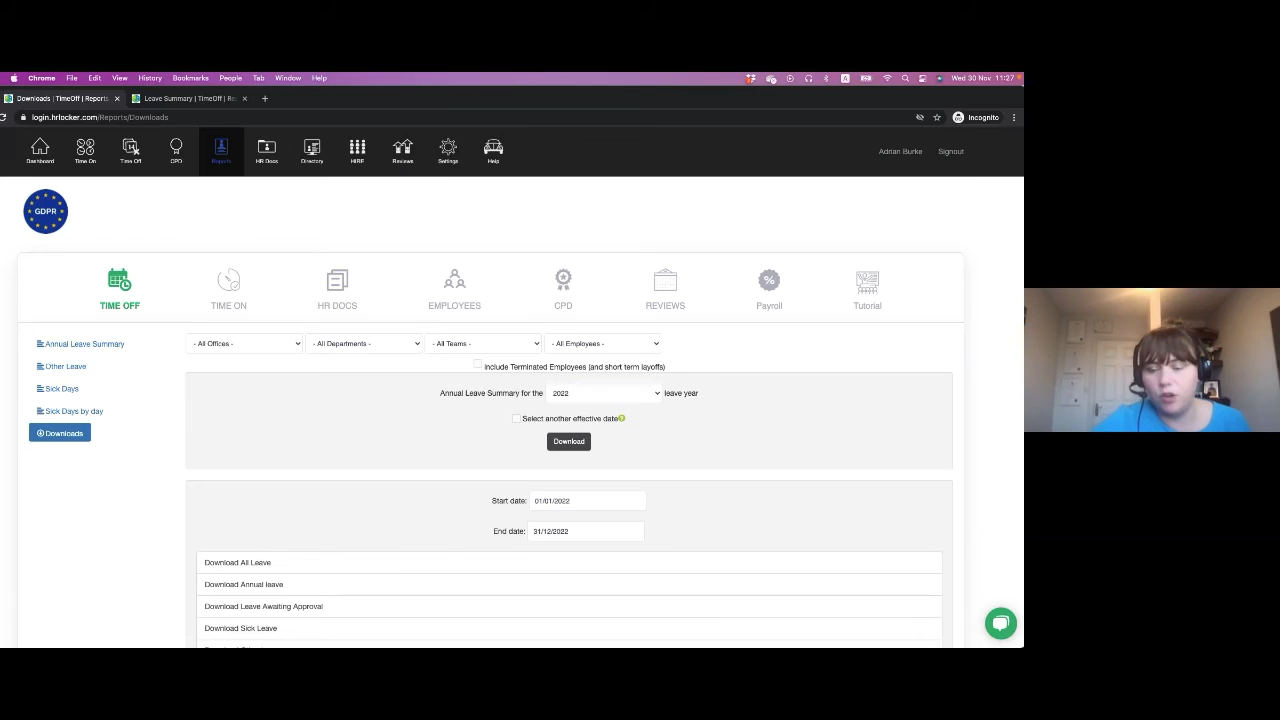 Chrome File Edit View History Bookmarks People Tab Window Help A Wed 30 Nov 11:27
Downloads | TimeOff | Reports Leave Summary | TimeOff | Re
login.hrlocker.com/Reports/Downloads Incognito
Dashboard Time On Time Off CPD Reports HR Docs Directory HIRE Reviews Settings Help Adrian Burke Signout
GDPR
TIME OFF TIME ON HR DOCS EMPLOYEES CPD REVIEWS Payroll Tutorial
Annual Leave Summary - All Offices - - All Departments - - All Teams - - All Employees -
Other Leave Include Terminated Employees (and short term layoffs)
Sick Days Annual Leave Summary for the 2022 leave year
Sick Days by day Select another effective date
Downloads Download
Start date: 01/01/2022
End date: 31/12/2022
Download All Leave
Download Annual leave
Download Leave Awaiting Approval
Download Sick Leave